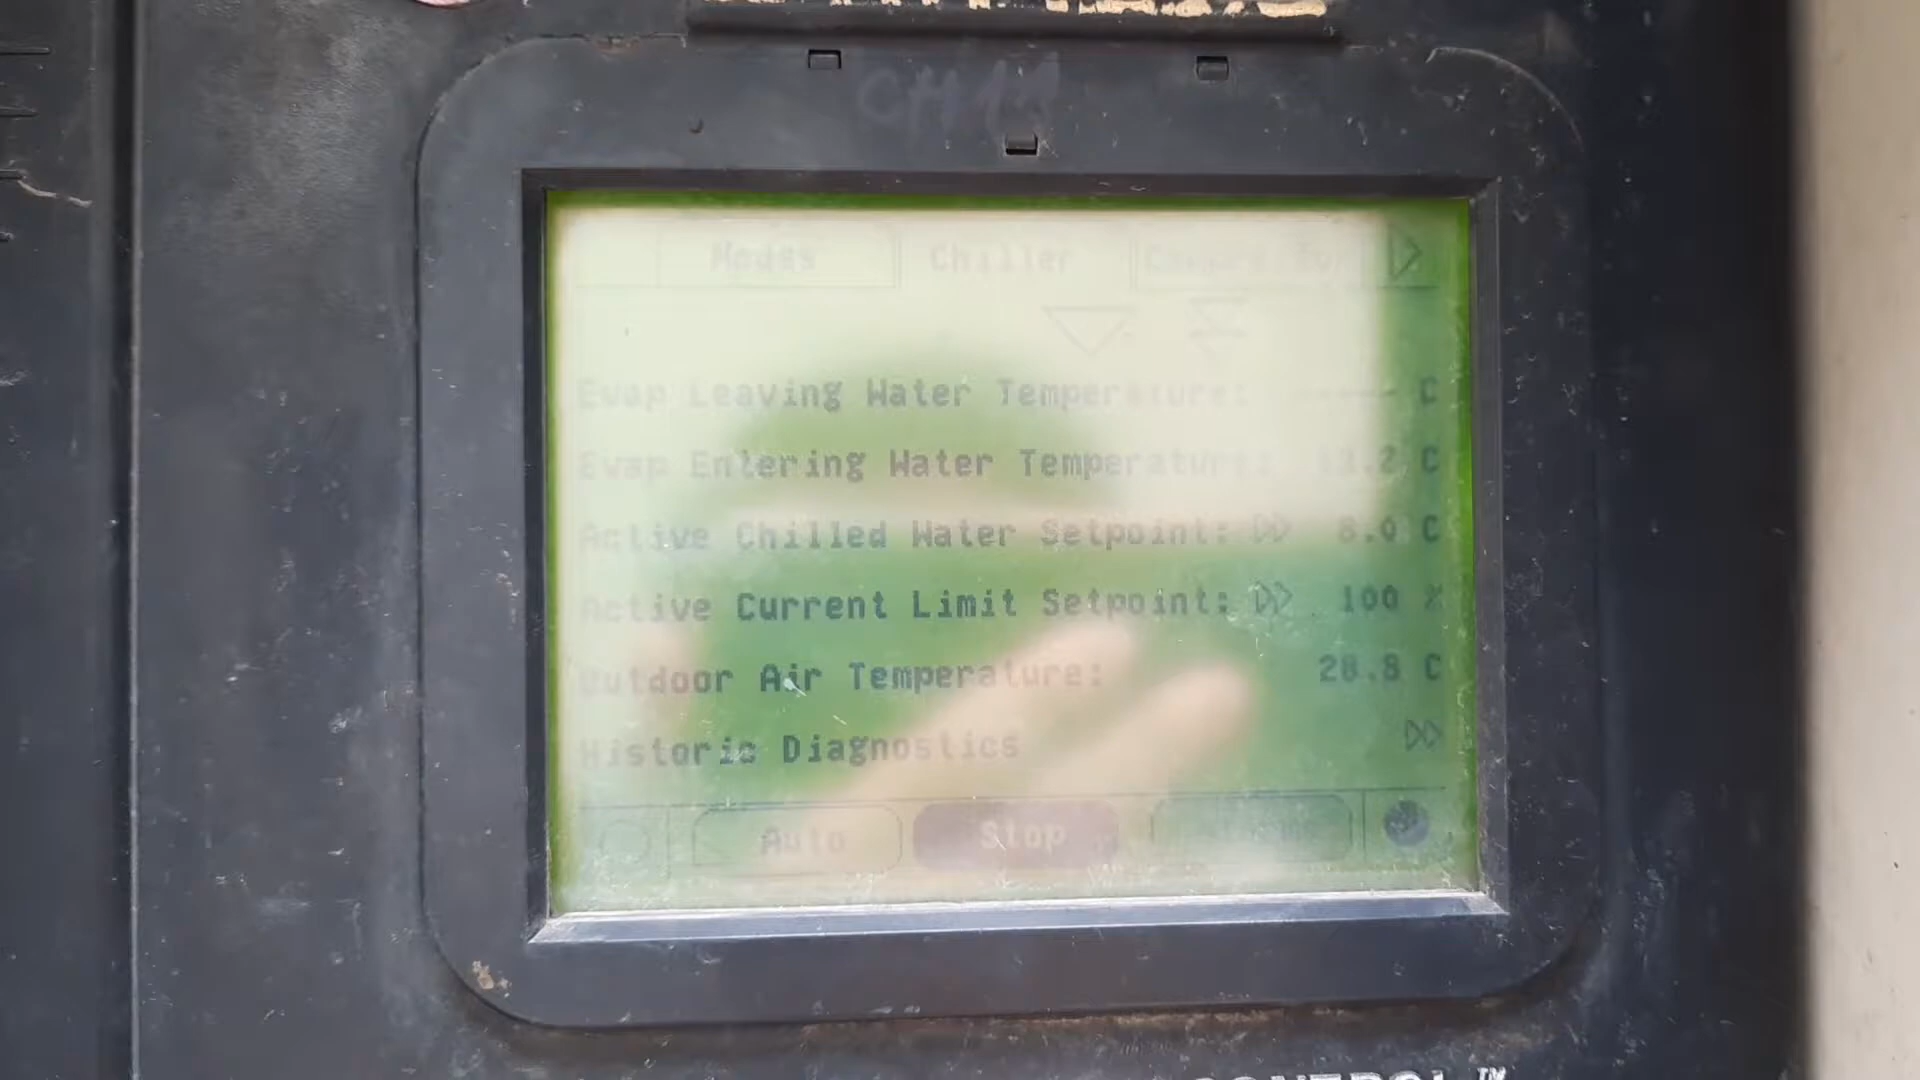 Modes Chiller
Evap Leaving Water Temperature: ----- C
Evap Entering Water Temperature: C
Active Chilled Water Setpoint: 8.0 C
Active Current Limit Setpoint: 100 %
Outdoor Air Temperature: 28.8 C
Historic Diagnostics
Auto Stop